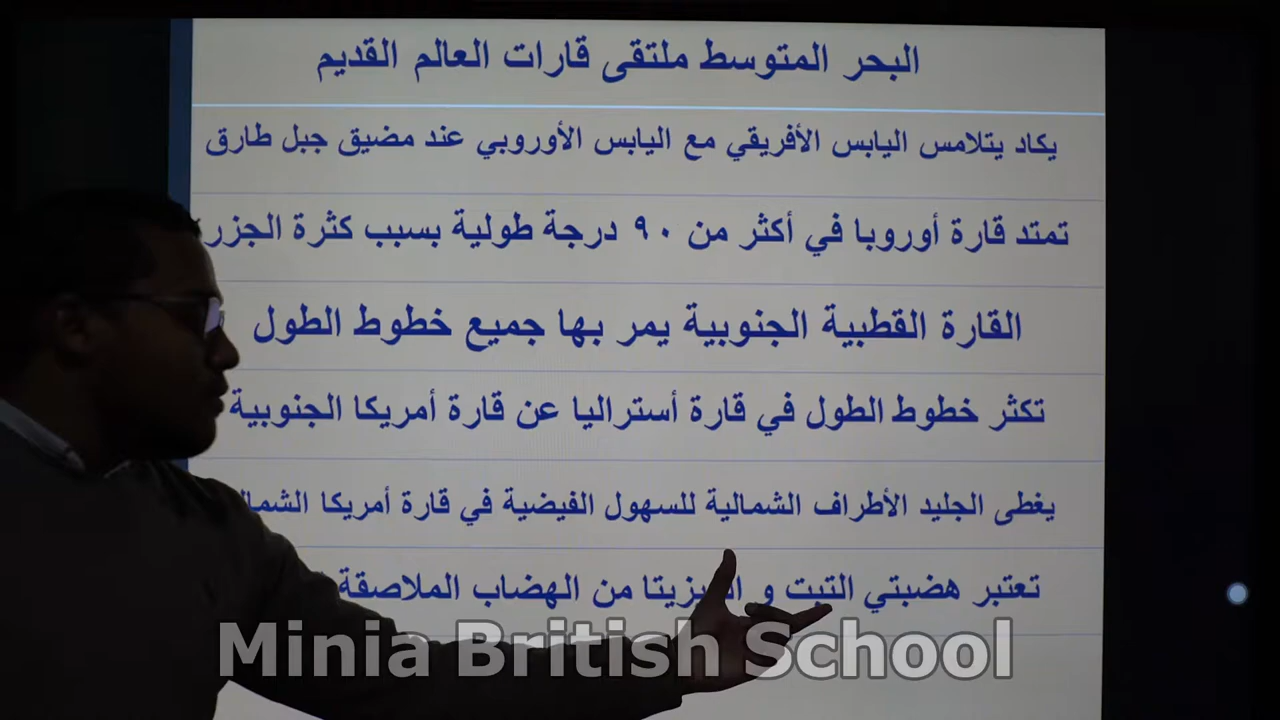 البحر المتوسط ملتقى قارات العالم القديم
يكاد يتلامس اليابس الأفريقي مع اليابس الأوروبي عند مضيق جبل طارق
تمتد قارة أوروبا في أكثر من ٩٠ درجة طولية بسبب كثرة الجزر
القارة القطبية الجنوبية يمر بها جميع خطوط الطول
تكثر خطوط الطول في قارة أستراليا عن قارة أمريكا الجنوبية
يغطى الجليد الأطراف الشمالية للسهول الفيضية في قارة أمريكا
تعتبر هضبتي التبت و من الهضاب الملاصقة
Minia British School